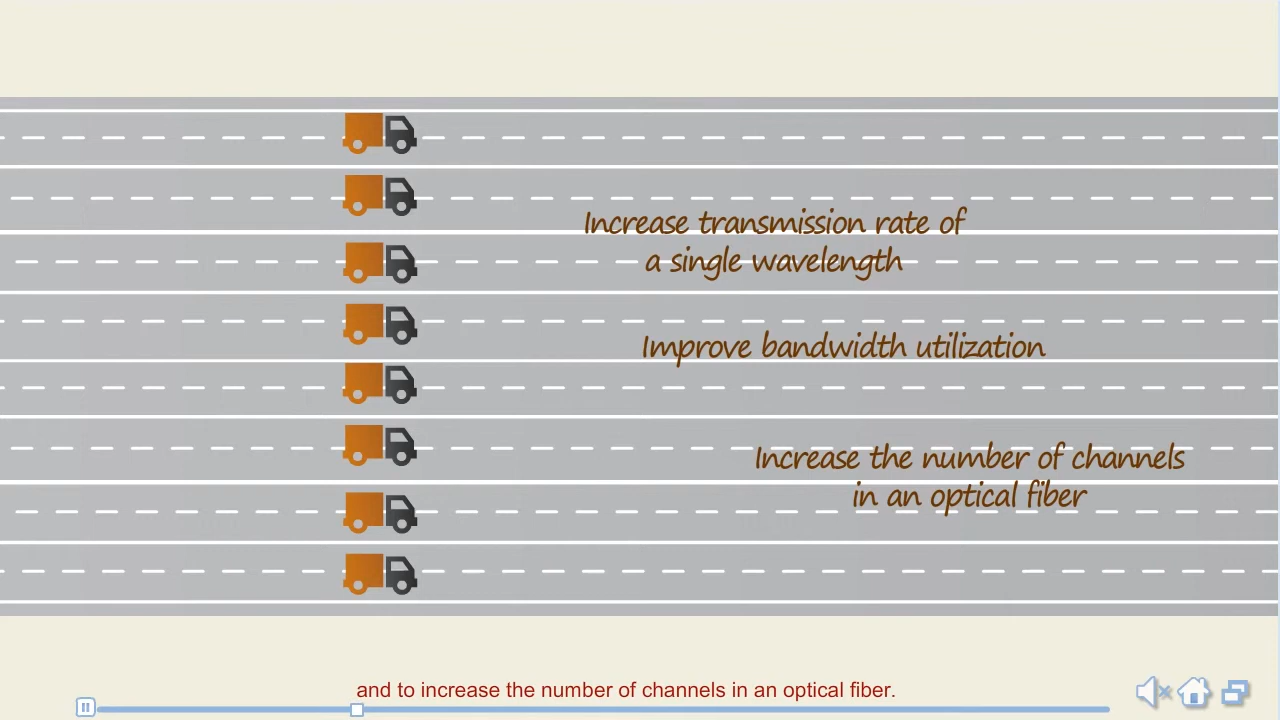 Increase transmission rate of
a single wavelength
Improve bandwidth utilization
Increase the number of channels
in an optical fiber
and to increase the number of channels in an optical fiber.